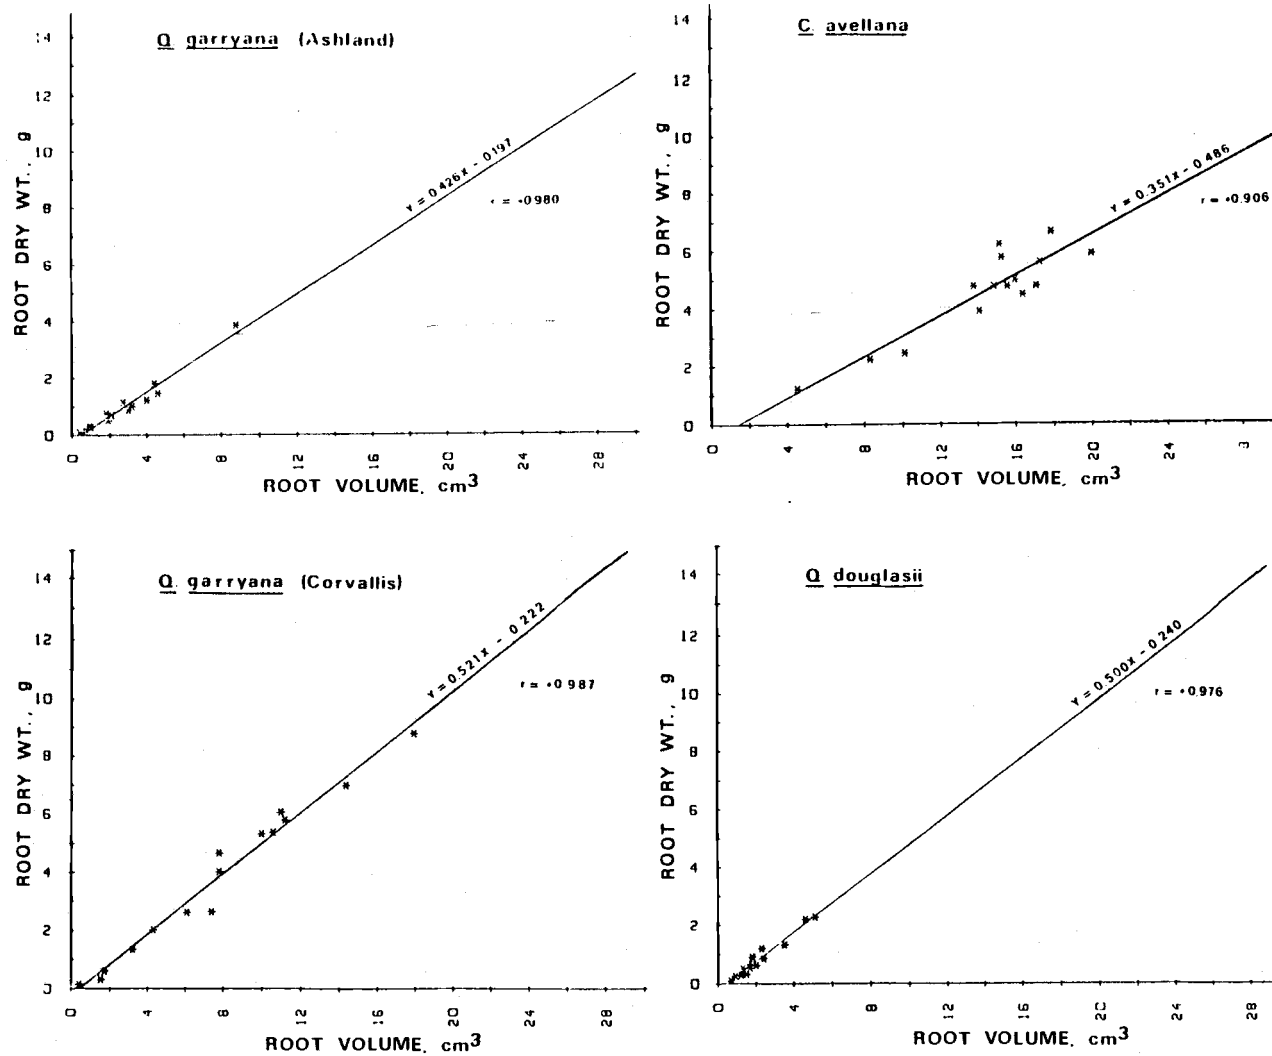 Q. garryana (Ashland)
14
12
10
8
6
4
2
0
ROOT DRY WT., g
Y = 0.426X - 0.197
r = +0.980
0 4 8 12 16 20 24 28
ROOT VOLUME, cm3
C. avellana
14
12
10
8
6
4
2
0
ROOT DRY WT., g
Y = 0.351X - 0.486
r = +0.906
0 4 8 12 16 20 24
ROOT VOLUME, cm3
Q. garryana (Corvallis)
14
12
10
8
6
4
2
ROOT DRY WT., g
Y = 0.521X - 0.222
r = +0.987
0 4 8 12 16 20 24 28
ROOT VOLUME, cm3
Q. douglasii
14
12
10
8
6
4
2
0
ROOT DRY WT., g
Y = 0.500X - 0.240
r = +0.976
0 4 8 12 16 20 24 28
ROOT VOLUME, cm3